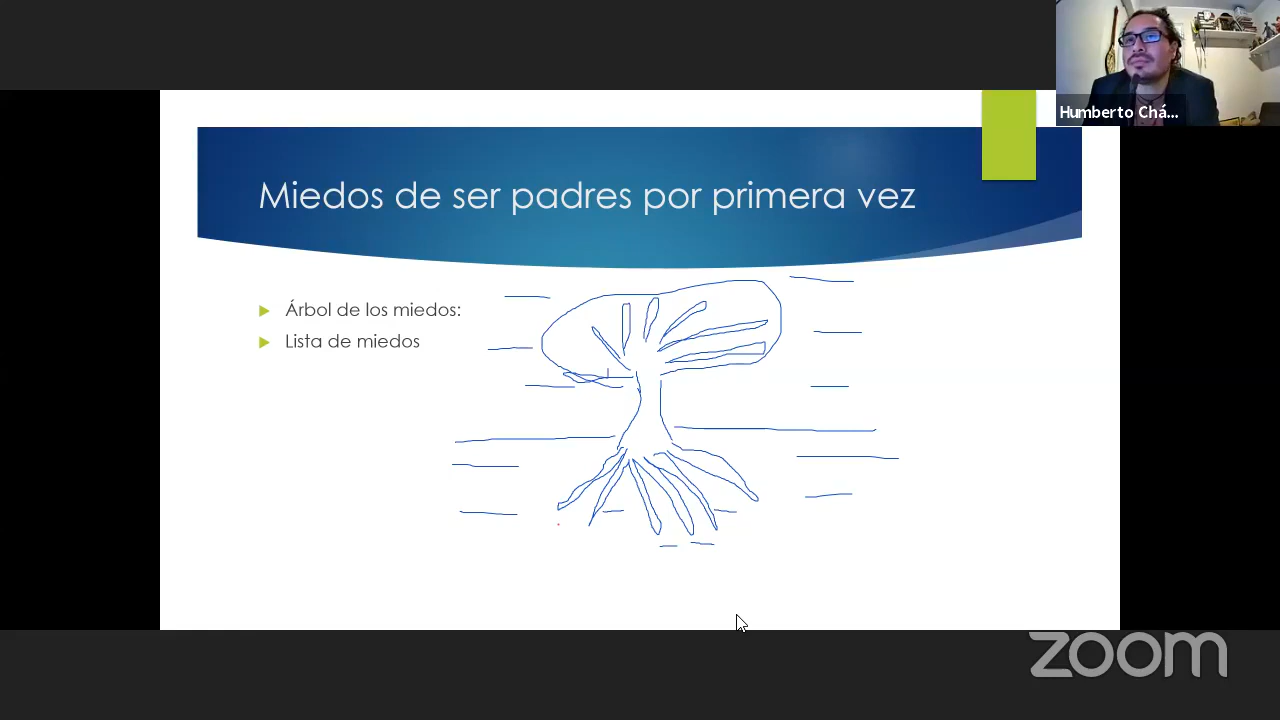 Humberto Chá...
Miedos de ser padres por primera vez
Árbol de los miedos:
Lista de miedos
zoom